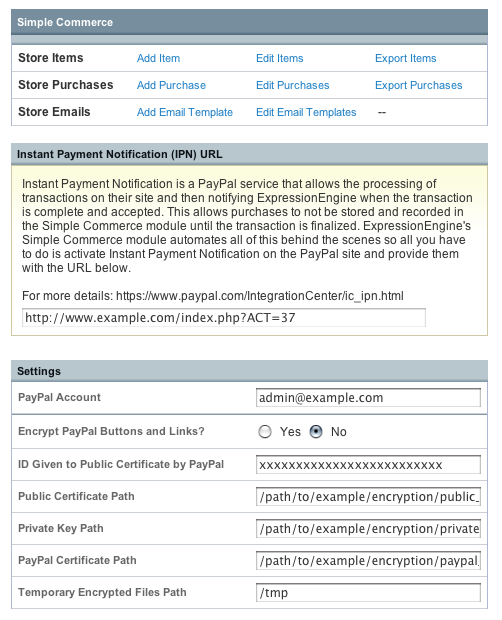 Simple Commerce
Store Items Add Item Edit Items Export Items
Store Purchases Add Purchase Edit Purchases Export Purchases
Store Emails Add Email Template Edit Email Templates --
Instant Payment Notification (IPN) URL
Instant Payment Notification is a PayPal service that allows the processing of
transactions on their site and then notifying ExpressionEngine when the transaction
is complete and accepted. This allows purchases to not be stored and recorded in
the Simple Commerce module until the transaction is finalized. ExpressionEngine's
Simple Commerce module automates all of this behind the scenes so all you have
to do is activate Instant Payment Notification on the PayPal site and provide them
with the URL below.
For more details: https://www.paypal.com/IntegrationCenter/ic_ipn.html
http://www.example.com/index.php?ACT=37
Settings
PayPal Account admin@example.com
Encrypt PayPal Buttons and Links? Yes No
ID Given to Public Certificate by PayPal xxxxxxxxxxxxxxxxxxxxxxxxx
Public Certificate Path /path/to/example/encryption/public_
Private Key Path /path/to/example/encryption/private
PayPal Certificate Path /path/to/example/encryption/paypal_
Temporary Encrypted Files Path /tmp